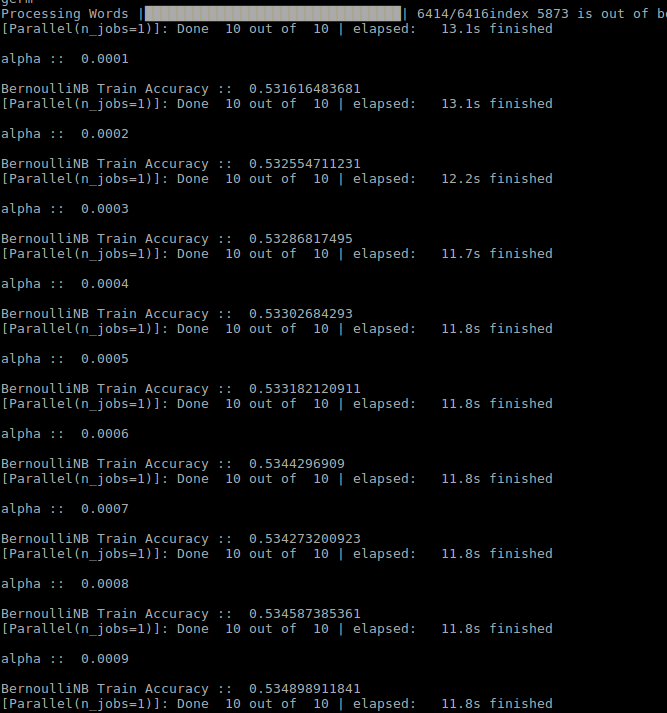 germ
Processing Words |████████████████████████████████| 6414/6416index 5873 is out of bo
[Parallel(n_jobs=1)]: Done  10 out of  10 | elapsed:   13.1s finished
alpha ::  0.0001
BernoulliNB Train Accuracy ::  0.531616483681
[Parallel(n_jobs=1)]: Done  10 out of  10 | elapsed:   13.1s finished
alpha ::  0.0002
BernoulliNB Train Accuracy ::  0.532554711231
[Parallel(n_jobs=1)]: Done  10 out of  10 | elapsed:   12.2s finished
alpha ::  0.0003
BernoulliNB Train Accuracy ::  0.53286817495
[Parallel(n_jobs=1)]: Done  10 out of  10 | elapsed:   11.7s finished
alpha ::  0.0004
BernoulliNB Train Accuracy ::  0.53302684293
[Parallel(n_jobs=1)]: Done  10 out of  10 | elapsed:   11.8s finished
alpha ::  0.0005
BernoulliNB Train Accuracy ::  0.533182120911
[Parallel(n_jobs=1)]: Done  10 out of  10 | elapsed:   11.8s finished
alpha ::  0.0006
BernoulliNB Train Accuracy ::  0.5344296909
[Parallel(n_jobs=1)]: Done  10 out of  10 | elapsed:   11.8s finished
alpha ::  0.0007
BernoulliNB Train Accuracy ::  0.534273200923
[Parallel(n_jobs=1)]: Done  10 out of  10 | elapsed:   11.8s finished
alpha ::  0.0008
BernoulliNB Train Accuracy ::  0.534587385361
[Parallel(n_jobs=1)]: Done  10 out of  10 | elapsed:   11.8s finished
alpha ::  0.0009
BernoulliNB Train Accuracy ::  0.534898911841
[Parallel(n_jobs=1)]: Done  10 out of  10 | elapsed:   11.8s finished